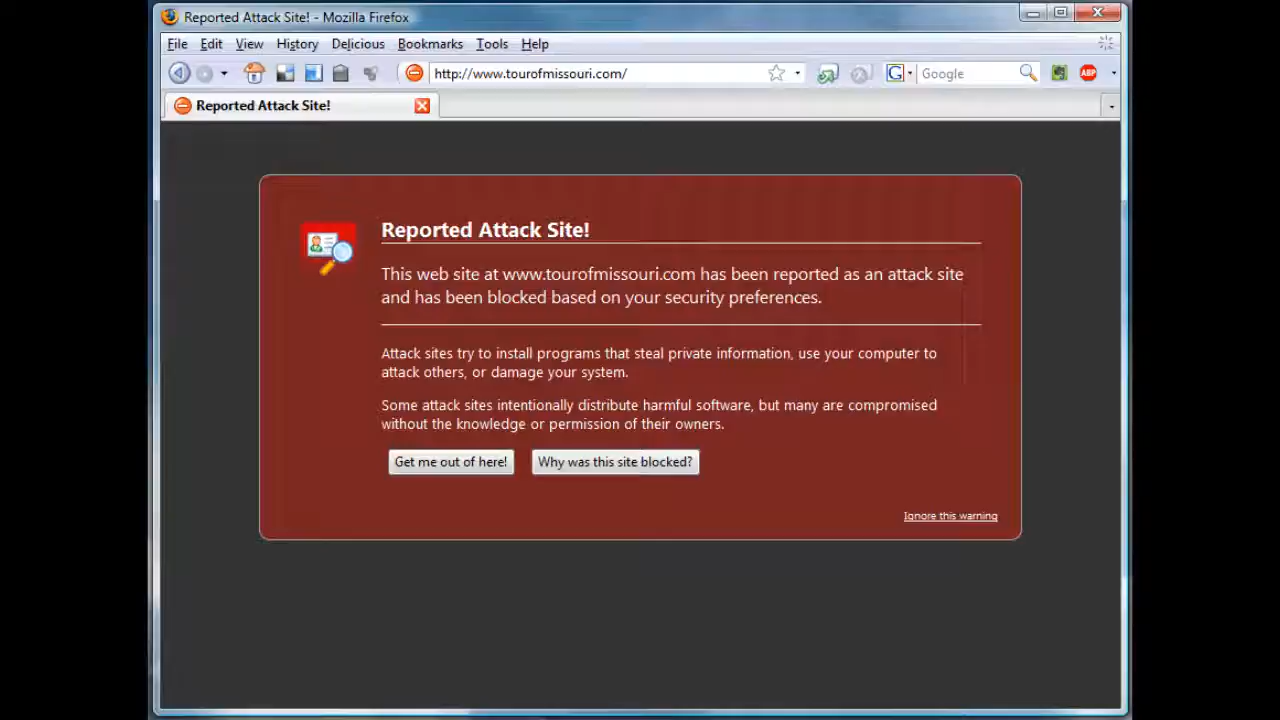 Reported Attack Site! - Mozilla Firefox
File Edit View History Delicious Bookmarks Tools Help
http://www.tourofmissouri.com/ G Google ABP
Reported Attack Site!
Reported Attack Site!
This web site at www.tourofmissouri.com has been reported as an attack site
and has been blocked based on your security preferences.
Attack sites try to install programs that steal private information, use your computer to
attack others, or damage your system.
Some attack sites intentionally distribute harmful software, but many are compromised
without the knowledge or permission of their owners.
Get me out of here! Why was this site blocked?
Ignore this warning